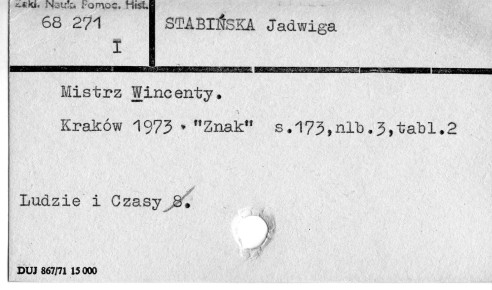 Zakł. Nauk Pomoc. Hist.
68 271
I
STABIŃSKA Jadwiga
Mistrz Wincenty.
Kraków 1973 . "Znak" s.173,nlb.3,tabl.2
Ludzie i Czasy 8.
DUJ 867/71 15 000